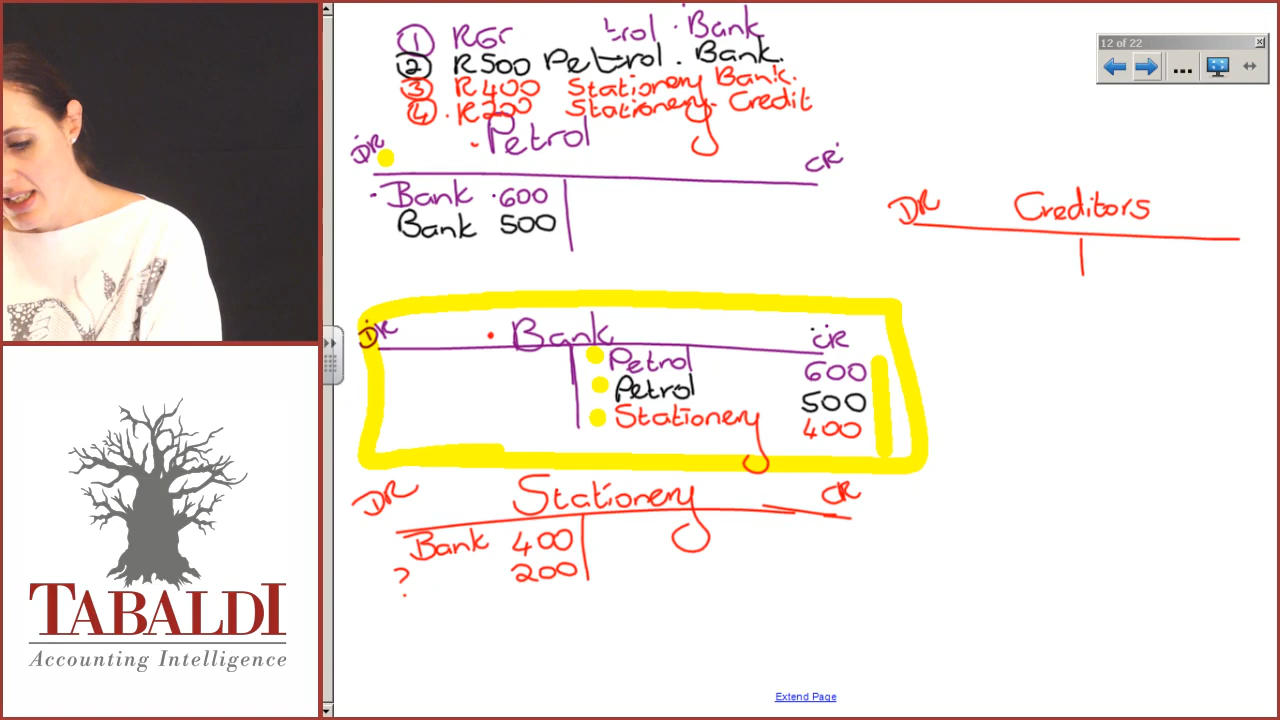 ① R6 Bank
② R500 Petrol . Bank.
③ R400 Stationery Bank.
④ . R200 Stationery Credit
12 of 22
...
DR Petrol CR
Bank 600
Bank 500
DR Creditors
DR Bank CR
Petrol 600
Petrol 500
Stationery 400
DR Stationery CR
Bank 400
? 200
TABALDI
Accounting Intelligence
Extend Page